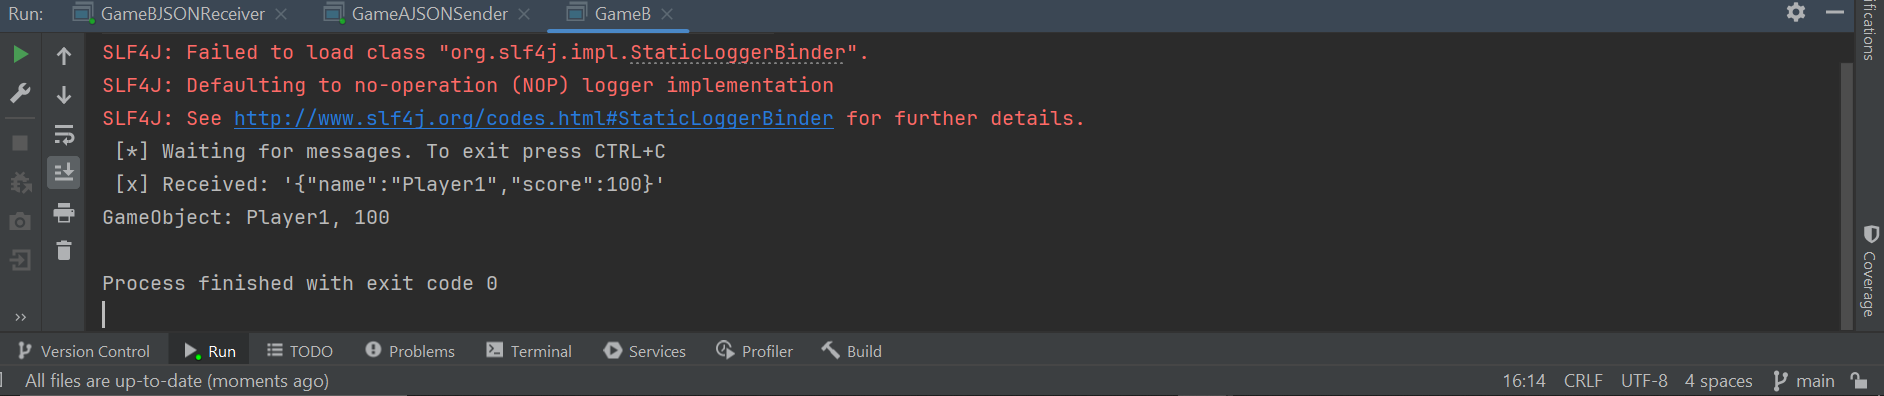 Run: GameBJSONReceiver GameAJSONSender GameB
SLF4J: Failed to load class "org.slf4j.impl.StaticLoggerBinder".
SLF4J: Defaulting to no-operation (NOP) logger implementation
SLF4J: See http://www.slf4j.org/codes.html#StaticLoggerBinder for further details.
[*] Waiting for messages. To exit press CTRL+C
[x] Received: '{"name":"Player1","score":100}'
GameObject: Player1, 100
Process finished with exit code 0
Coverage
Version Control Run TODO Problems Terminal Services Profiler Build
All files are up-to-date (moments ago) 16:14 CRLF UTF-8 4 spaces main